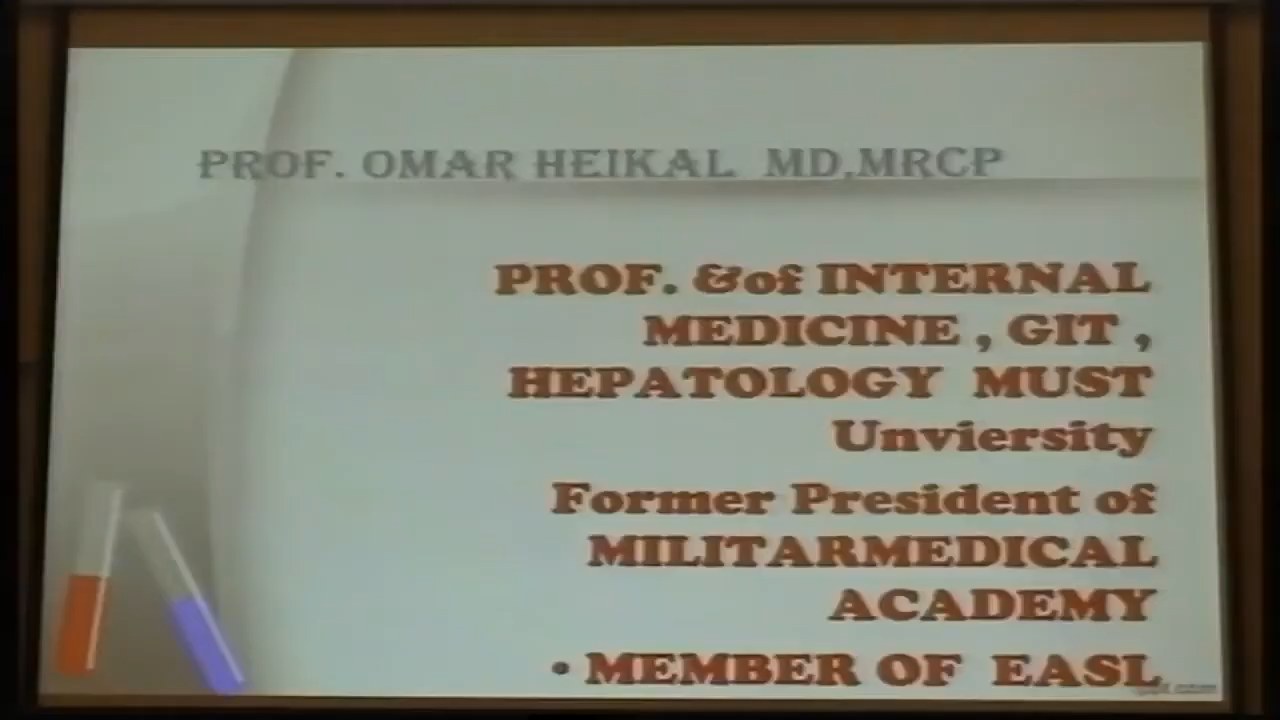 PROF. OMAR HEIKAL MD,MRCP
PROF. &of INTERNAL
MEDICINE , GIT ,
HEPATOLOGY MUST
Unviersity
Former President of
MILITARMEDICAL
ACADEMY
• MEMBER OF EASL